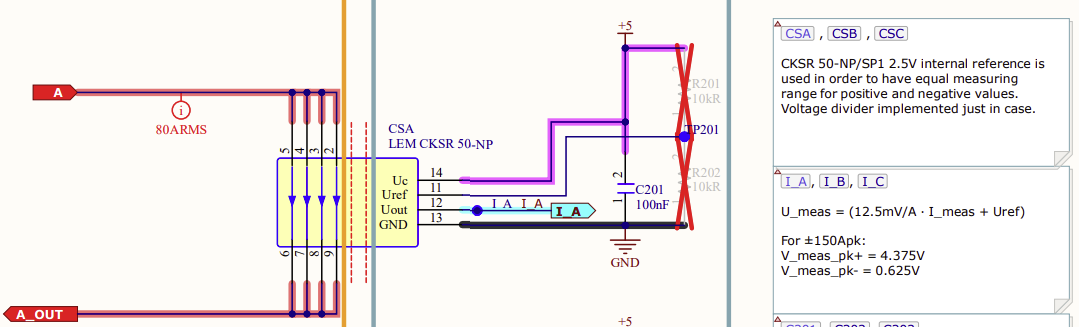 +5
A
80ARMS
CSA
LEM CKSR 50-NP
5
4
3
2
Uc
Uref
Uout
GND
14
11
12
13
6
7
8
9
I_A
I_A
I_A
R201
10kR
TP201
R202
10kR
2
1
C201
100nF
GND
A_OUT
+5
CSA , CSB , CSC
CKSR 50-NP/SP1 2.5V internal reference is
used in order to have equal measuring
range for positive and negative values.
Voltage divider implemented just in case.
I_A , I_B , I_C
U_meas = (12.5mV/A · I_meas + Uref)
For ±150Apk:
V_meas_pk+ = 4.375V
V_meas_pk- = 0.625V